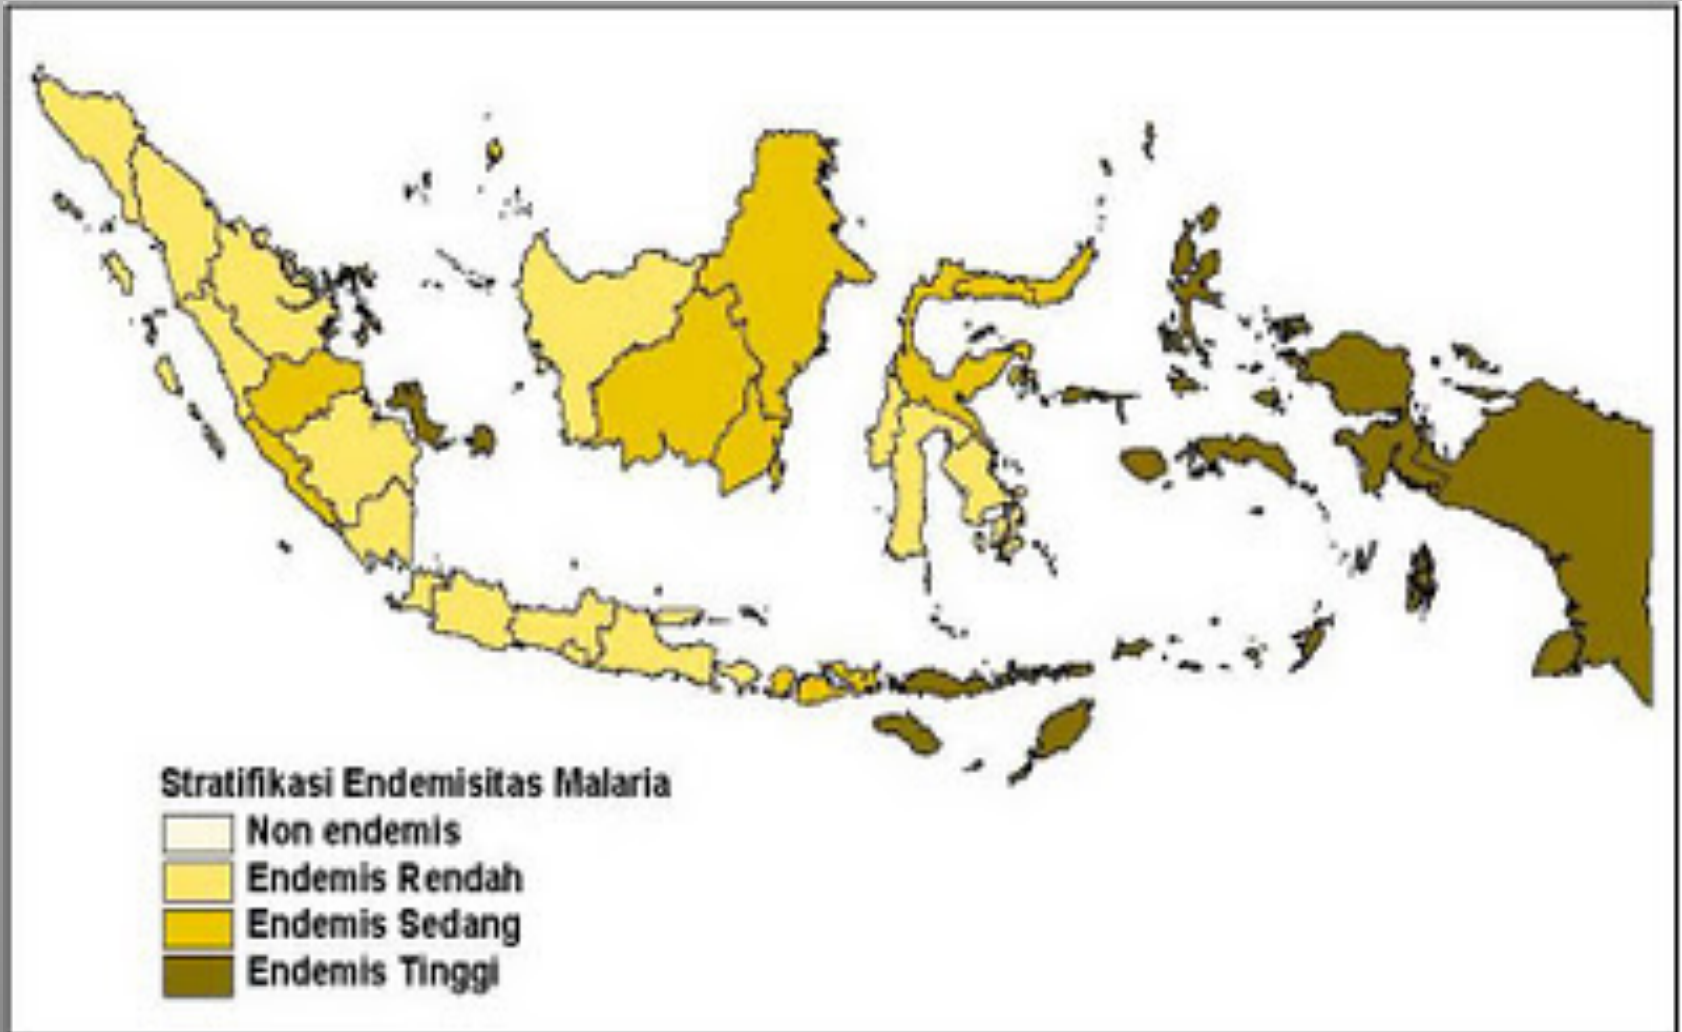 Stratifikasi Endemisitas Malaria
Non endemis
Endemis Rendah
Endemis Sedang
Endemis Tinggi